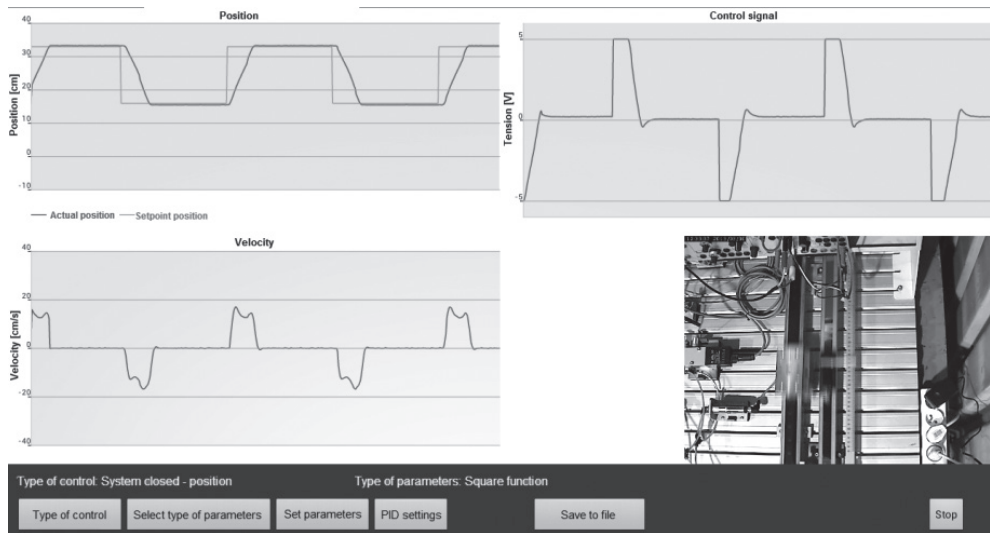 Position
40
30
20
10
0
-10
Position [cm]
Actual position
Setpoint position
Control signal
5
0
-5
Tension [V]
Velocity
40
20
0
-20
-40
Velocity [cm/s]
Type of control: System closed - position
Type of parameters: Square function
Type of control
Select type of parameters
Set parameters
PID settings
Save to file
Stop